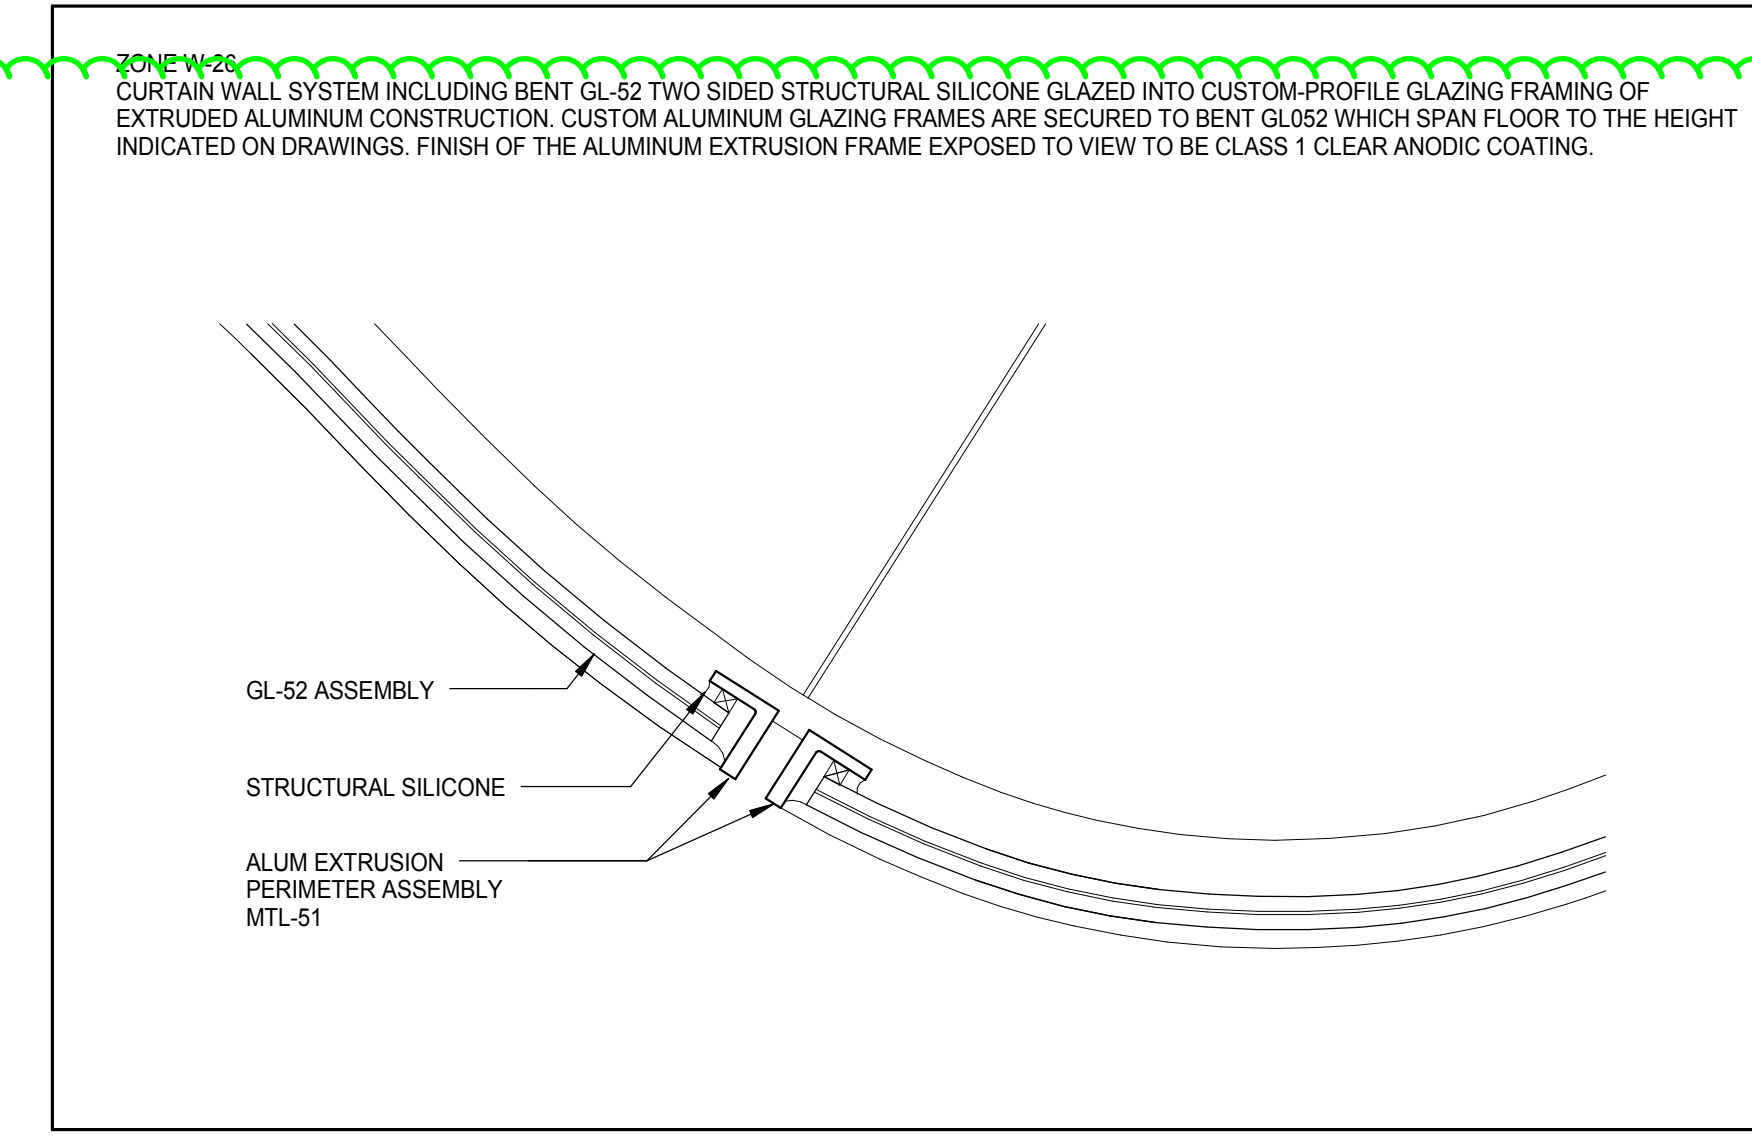 ZONE W-26
CURTAIN WALL SYSTEM INCLUDING BENT GL-52 TWO SIDED STRUCTURAL SILICONE GLAZED INTO CUSTOM-PROFILE GLAZING FRAMING OF
EXTRUDED ALUMINUM CONSTRUCTION. CUSTOM ALUMINUM GLAZING FRAMES ARE SECURED TO BENT GL052 WHICH SPAN FLOOR TO THE HEIGHT
INDICATED ON DRAWINGS. FINISH OF THE ALUMINUM EXTRUSION FRAME EXPOSED TO VIEW TO BE CLASS 1 CLEAR ANODIC COATING.
GL-52 ASSEMBLY
STRUCTURAL SILICONE
ALUM EXTRUSION
PERIMETER ASSEMBLY
MTL-51